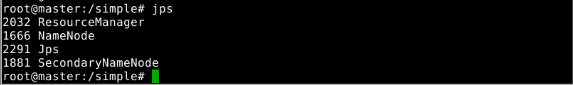 root@master:/simple# jps
2032 ResourceManager
1666 NameNode
2291 Jps
1881 SecondaryNameNode
root@master:/simple#